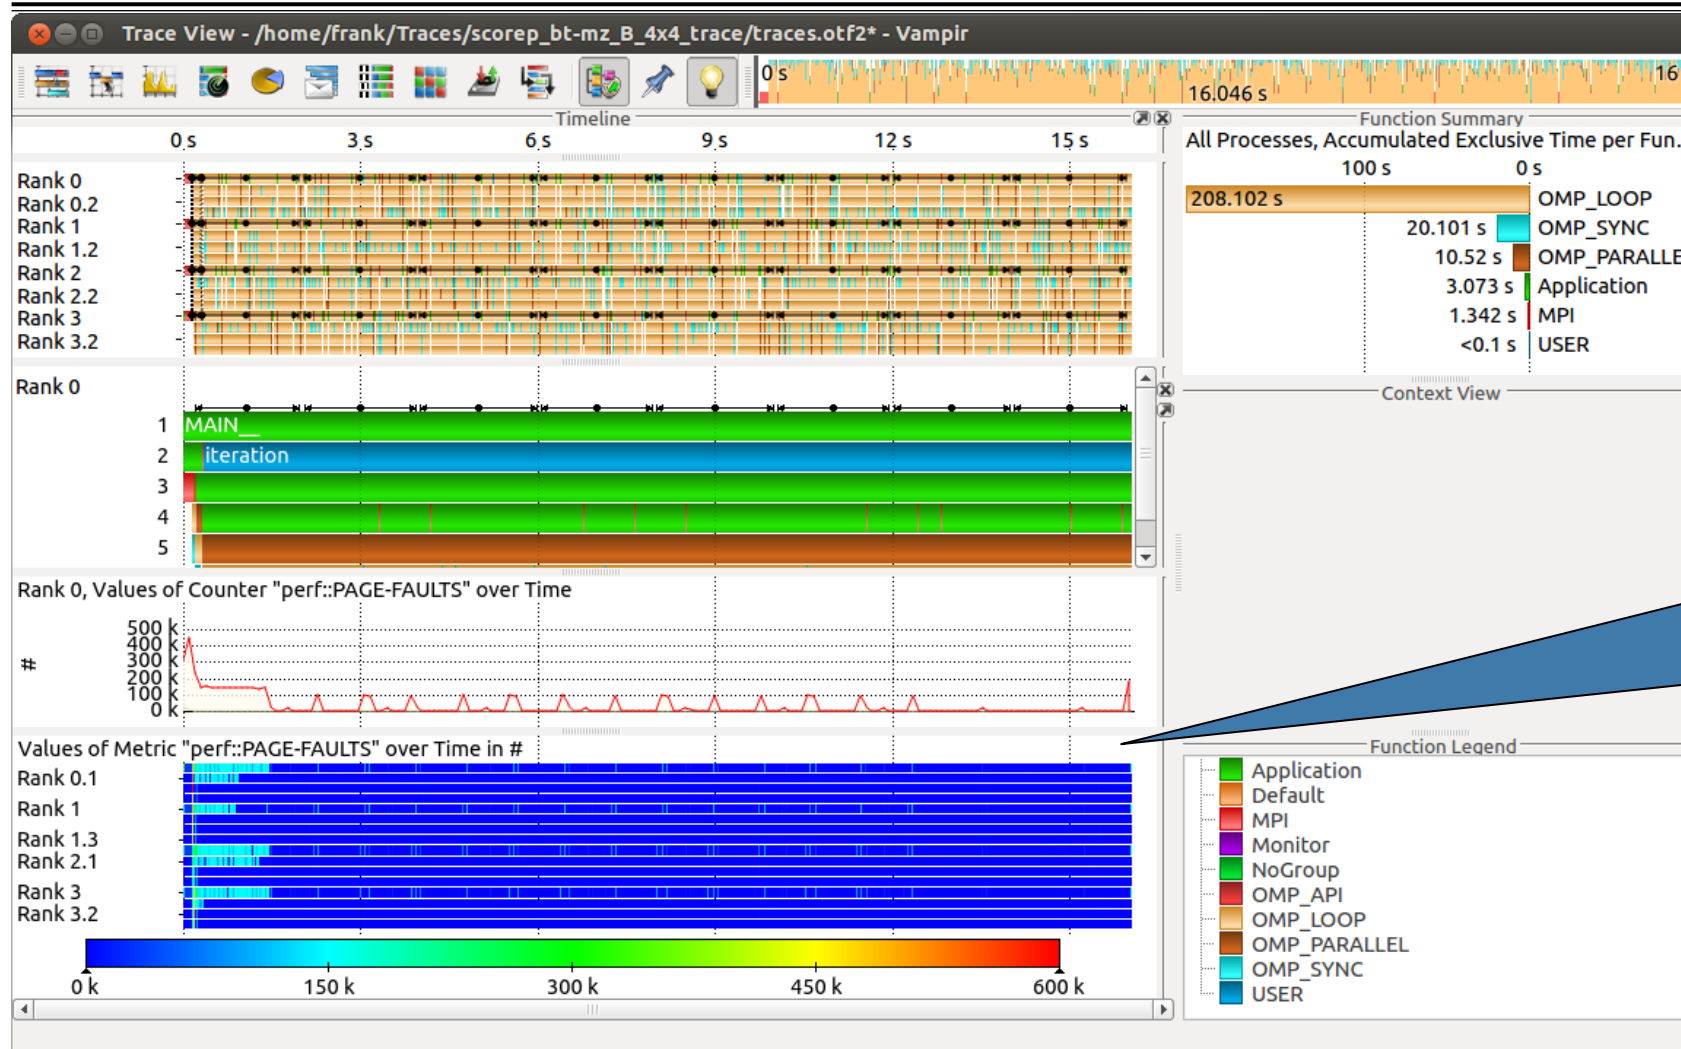 Trace View - /home/frank/Traces/scorep_bt-mz_B_4x4_trace/traces.otf2* - Vampir
0 s
16
16.046 s
Timeline
0 s 3 s 6 s 9 s 12 s 15 s
Rank 0
Rank 0.2
Rank 1
Rank 1.2
Rank 2
Rank 2.2
Rank 3
Rank 3.2
Rank 0
1 MAIN__
2 iteration
3
4
5
Rank 0, Values of Counter "perf::PAGE-FAULTS" over Time
500 k
400 k
300 k
200 k
100 k
0 k
#
Values of Metric "perf::PAGE-FAULTS" over Time in #
Rank 0.1
Rank 1
Rank 1.3
Rank 2.1
Rank 3
Rank 3.2
0 k 150 k 300 k 450 k 600 k
Function Summary
All Processes, Accumulated Exclusive Time per Fun...
100 s 0 s
208.102 s OMP_LOOP
20.101 s OMP_SYNC
10.52 s OMP_PARALLE
3.073 s Application
1.342 s MPI
<0.1 s USER
Context View
Function Legend
Application
Default
MPI
Monitor
NoGroup
OMP_API
OMP_LOOP
OMP_PARALLEL
OMP_SYNC
USER